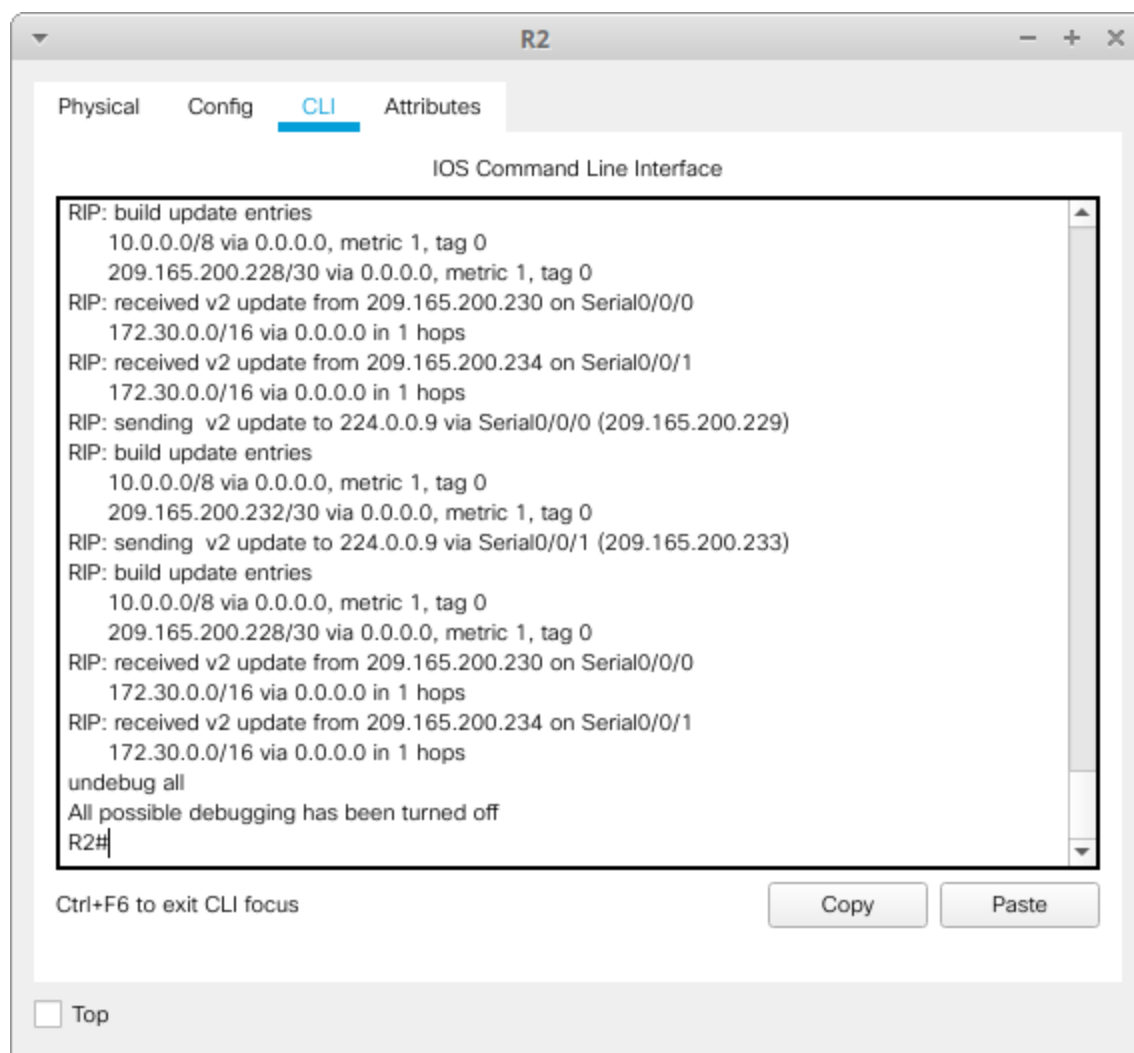 R2
Physical Config CLI Attributes
IOS Command Line Interface
RIP: build update entries
10.0.0.0/8 via 0.0.0.0, metric 1, tag 0
209.165.200.228/30 via 0.0.0.0, metric 1, tag 0
RIP: received v2 update from 209.165.200.230 on Serial0/0/0
172.30.0.0/16 via 0.0.0.0 in 1 hops
RIP: received v2 update from 209.165.200.234 on Serial0/0/1
172.30.0.0/16 via 0.0.0.0 in 1 hops
RIP: sending  v2 update to 224.0.0.9 via Serial0/0/0 (209.165.200.229)
RIP: build update entries
10.0.0.0/8 via 0.0.0.0, metric 1, tag 0
209.165.200.232/30 via 0.0.0.0, metric 1, tag 0
RIP: sending  v2 update to 224.0.0.9 via Serial0/0/1 (209.165.200.233)
RIP: build update entries
10.0.0.0/8 via 0.0.0.0, metric 1, tag 0
209.165.200.228/30 via 0.0.0.0, metric 1, tag 0
RIP: received v2 update from 209.165.200.230 on Serial0/0/0
172.30.0.0/16 via 0.0.0.0 in 1 hops
RIP: received v2 update from 209.165.200.234 on Serial0/0/1
172.30.0.0/16 via 0.0.0.0 in 1 hops
undebug all
All possible debugging has been turned off
R2#
Ctrl+F6 to exit CLI focus Copy Paste
Top